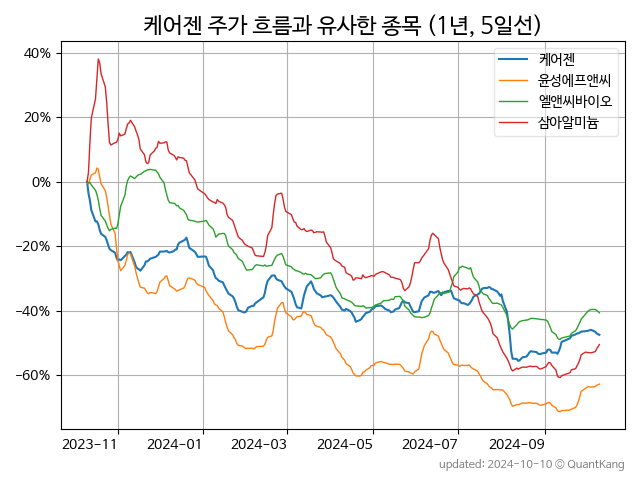 케어젠 주가 흐름과 유사한 종목 (1년, 5일선)
케어젠
윤성에프앤씨
엘앤씨바이오
삼아알미늄
40%
20%
0%
−20%
−40%
−60%
2023−11 2024−01 2024−03 2024−05 2024−07 2024−09
updated: 2024-10-10 © QuantKang